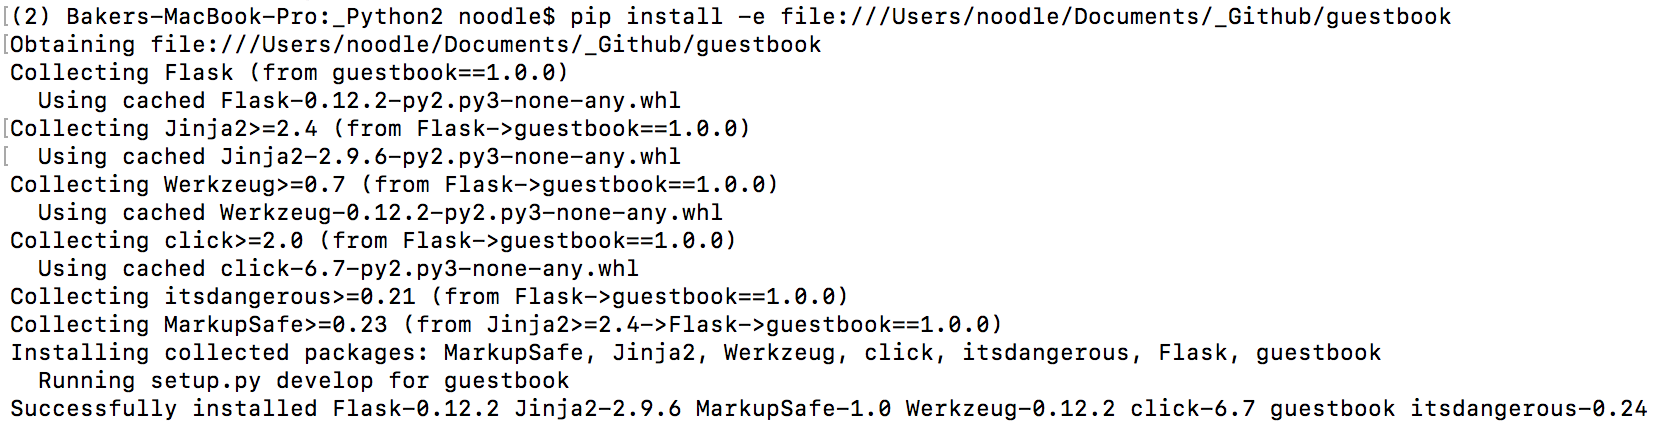 (2) Bakers-MacBook-Pro:_Python2 noodle$ pip install -e file:///Users/noodle/Documents/_Github/guestbook
Obtaining file:///Users/noodle/Documents/_Github/guestbook
Collecting Flask (from guestbook==1.0.0)
  Using cached Flask-0.12.2-py2.py3-none-any.whl
Collecting Jinja2>=2.4 (from Flask->guestbook==1.0.0)
  Using cached Jinja2-2.9.6-py2.py3-none-any.whl
Collecting Werkzeug>=0.7 (from Flask->guestbook==1.0.0)
  Using cached Werkzeug-0.12.2-py2.py3-none-any.whl
Collecting click>=2.0 (from Flask->guestbook==1.0.0)
  Using cached click-6.7-py2.py3-none-any.whl
Collecting itsdangerous>=0.21 (from Flask->guestbook==1.0.0)
Collecting MarkupSafe>=0.23 (from Jinja2>=2.4->Flask->guestbook==1.0.0)
Installing collected packages: MarkupSafe, Jinja2, Werkzeug, click, itsdangerous, Flask, guestbook
  Running setup.py develop for guestbook
Successfully installed Flask-0.12.2 Jinja2-2.9.6 MarkupSafe-1.0 Werkzeug-0.12.2 click-6.7 guestbook itsdangerous-0.24